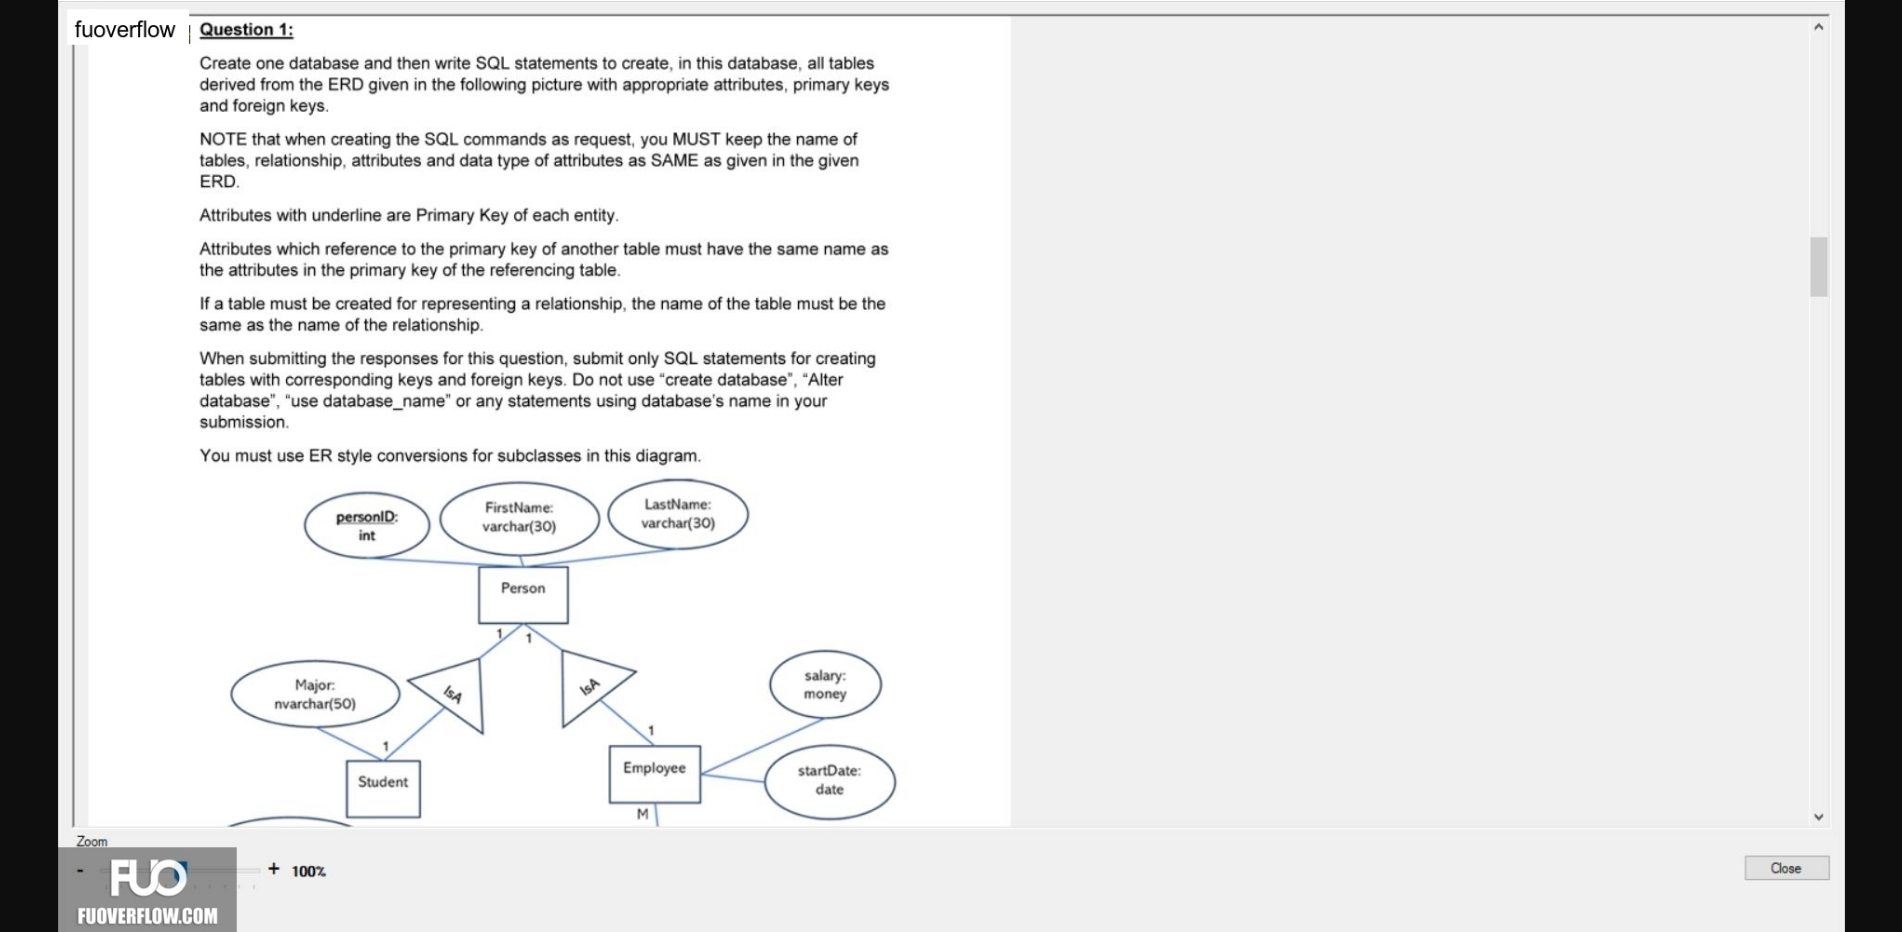 fuoverflow
Question 1:
Create one database and then write SQL statements to create, in this database, all tables
derived from the ERD given in the following picture with appropriate attributes, primary keys
and foreign keys.
NOTE that when creating the SQL commands as request, you MUST keep the name of
tables, relationship, attributes and data type of attributes as SAME as given in the given
ERD.
Attributes with underline are Primary Key of each entity.
Attributes which reference to the primary key of another table must have the same name as
the attributes in the primary key of the referencing table.
If a table must be created for representing a relationship, the name of the table must be the
same as the name of the relationship.
When submitting the responses for this question, submit only SQL statements for creating
tables with corresponding keys and foreign keys. Do not use “create database”, “Alter
database”, “use database_name” or any statements using database’s name in your
submission.
You must use ER style conversions for subclasses in this diagram.
personID:
int
FirstName:
varchar(30)
LastName:
varchar(30)
Person
1
1
Major:
nvarchar(50)
IsA
IsA
salary:
money
1
1
Student
Employee
startDate:
date
M
Zoom
- + 100%
Close
FUO
FUOVERFLOW.COM